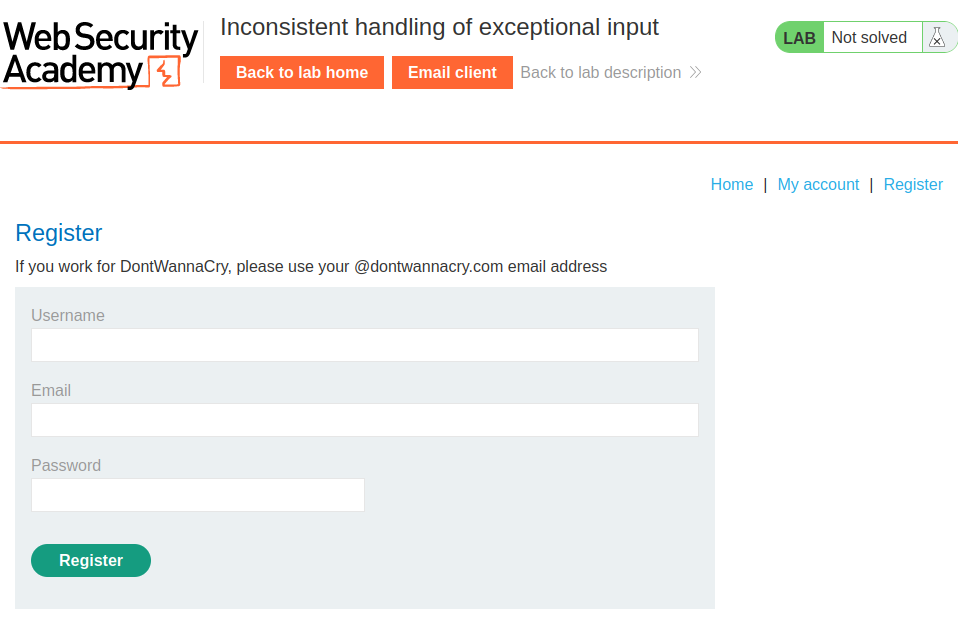 Web Security
Academy
Inconsistent handling of exceptional input
Back to lab home
Email client
Back to lab description
LAB
Not solved
Home | My account | Register
Register
If you work for DontWannaCry, please use your @dontwannacry.com email address
Username
Email
Password
Register